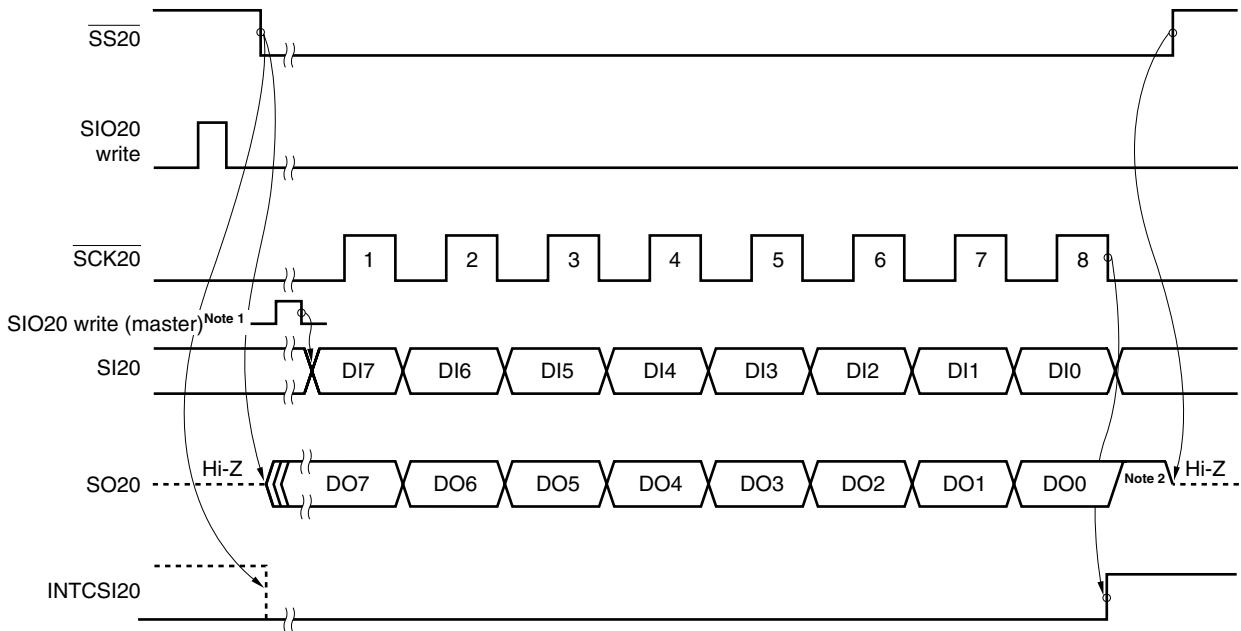 SS20
SIO20
write
SCK20
1 2 3 4 5 6 7 8
SIO20 write (master)Note 1
SI20
DI7 DI6 DI5 DI4 DI3 DI2 DI1 DI0
Hi-Z
SO20
DO7 DO6 DO5 DO4 DO3 DO2 DO1 DO0
Note 2
Hi-Z
INTCSI20